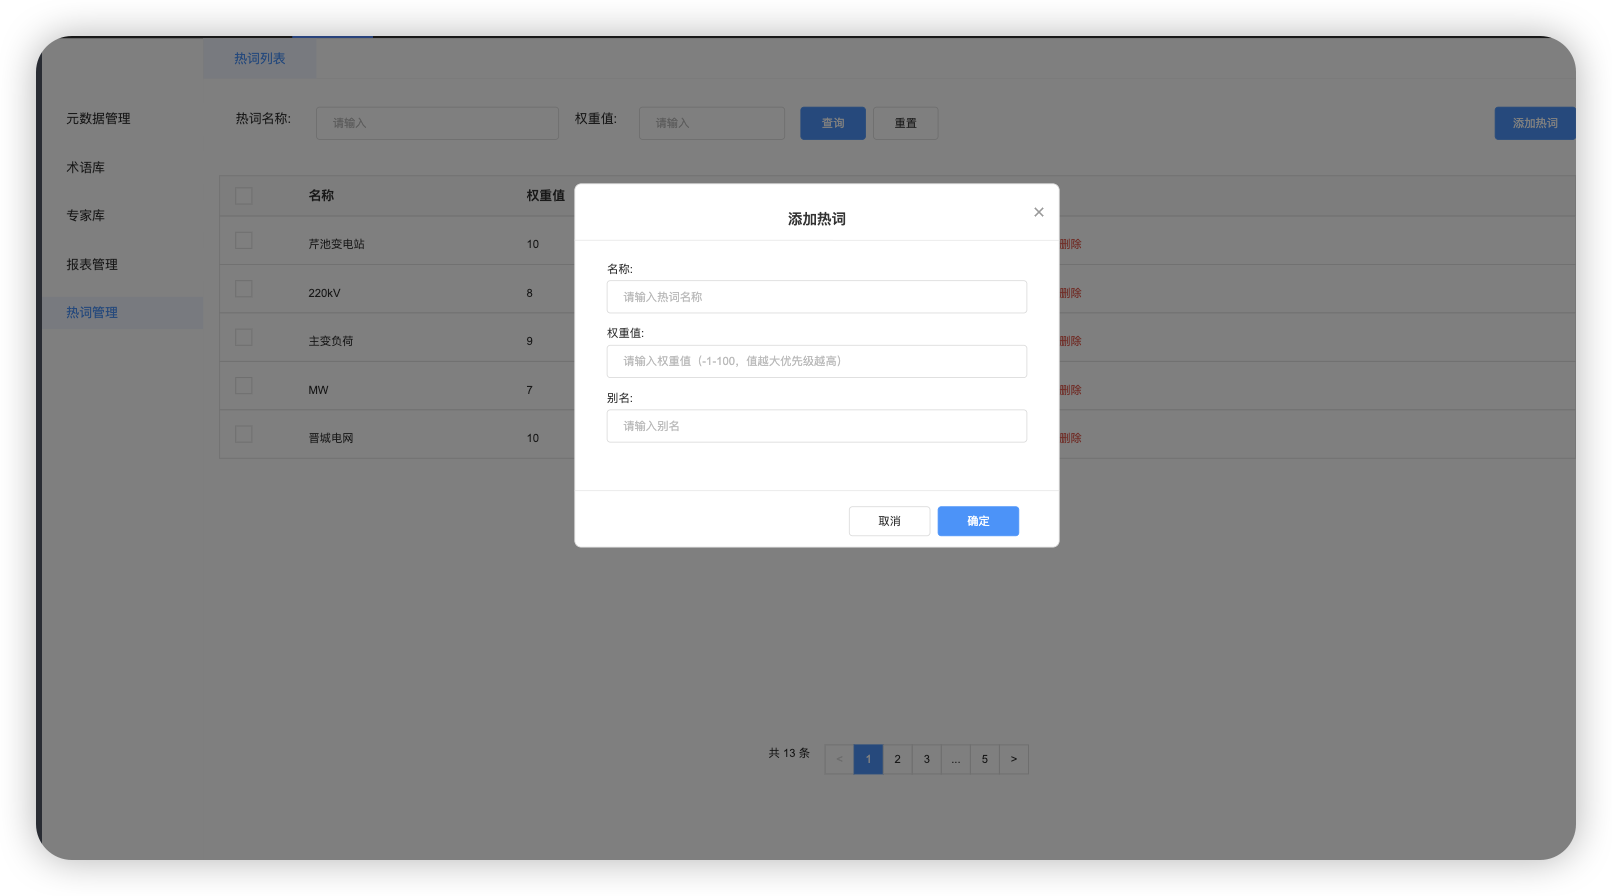 热词列表
元数据管理
术语库
专家库
报表管理
热词管理
热词名称: 请输入 权重值: 请输入 查询 重置 添加热词
名称 权重值
芹池变电站 10 删除
220kV 8 删除
主变负荷 9 删除
MW 7 删除
晋城电网 10 删除
添加热词 ×
名称:
请输入热词名称
权重值:
请输入权重值（-1-100，值越大优先级越高）
别名:
请输入别名
取消 确定
共 13 条 < 1 2 3 ... 5 >